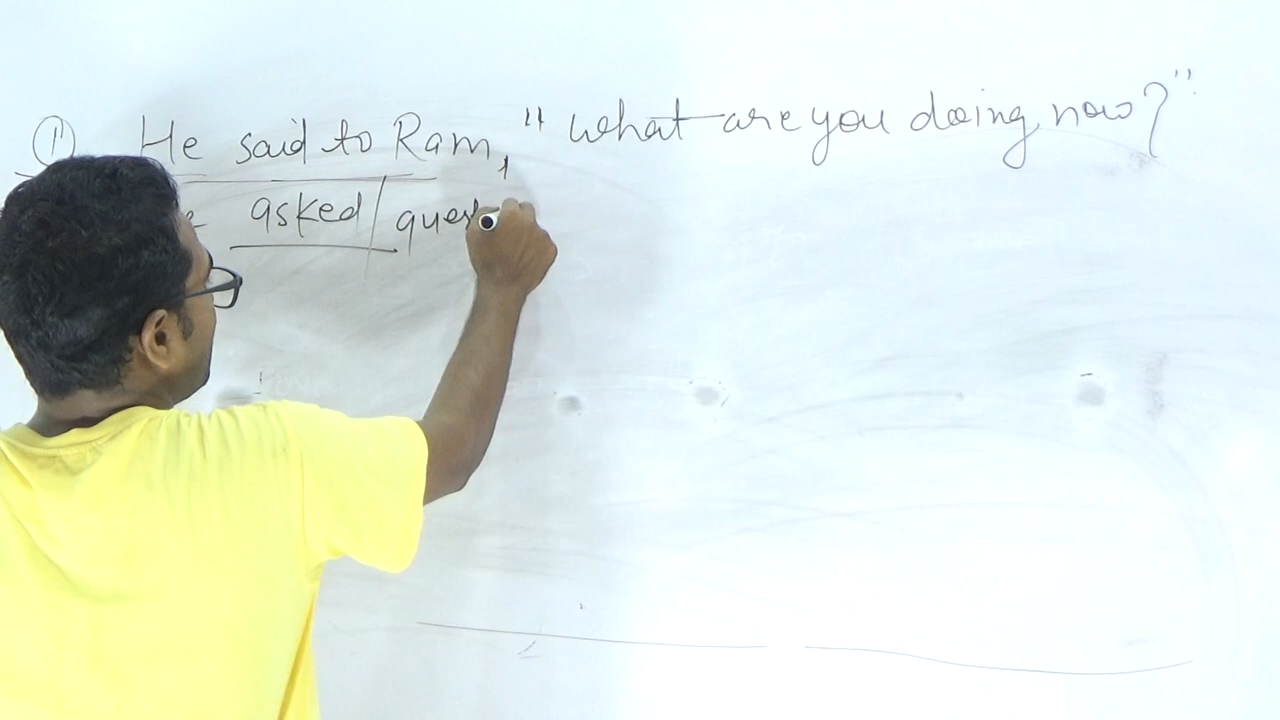 ① He said to Ram, "what are you doing now?"
asked/ques